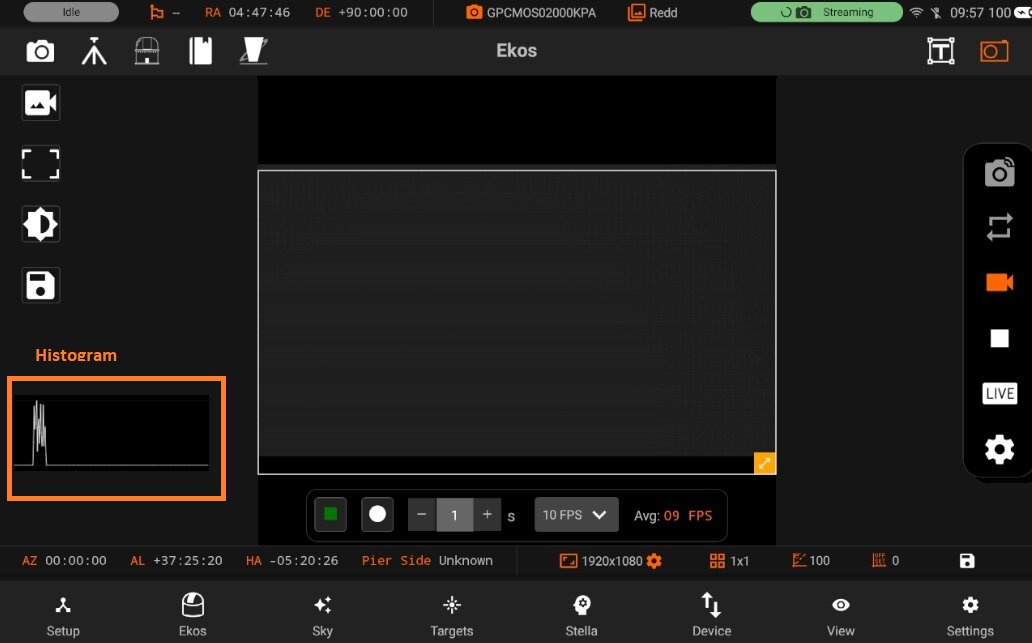 Idle -- RA 04:47:46 DE +90:00:00 GPCMOS02000KPA Redd Streaming 09:57 100
Ekos
T
Histogram
LIVE
− 1 + s 10 FPS Avg: 09 FPS
AZ 00:00:00 AL +37:25:20 HA -05:20:26 Pier Side Unknown 1920x1080 1x1 100 OFF SET 0
Setup Ekos Sky Targets Stella Device View Settings